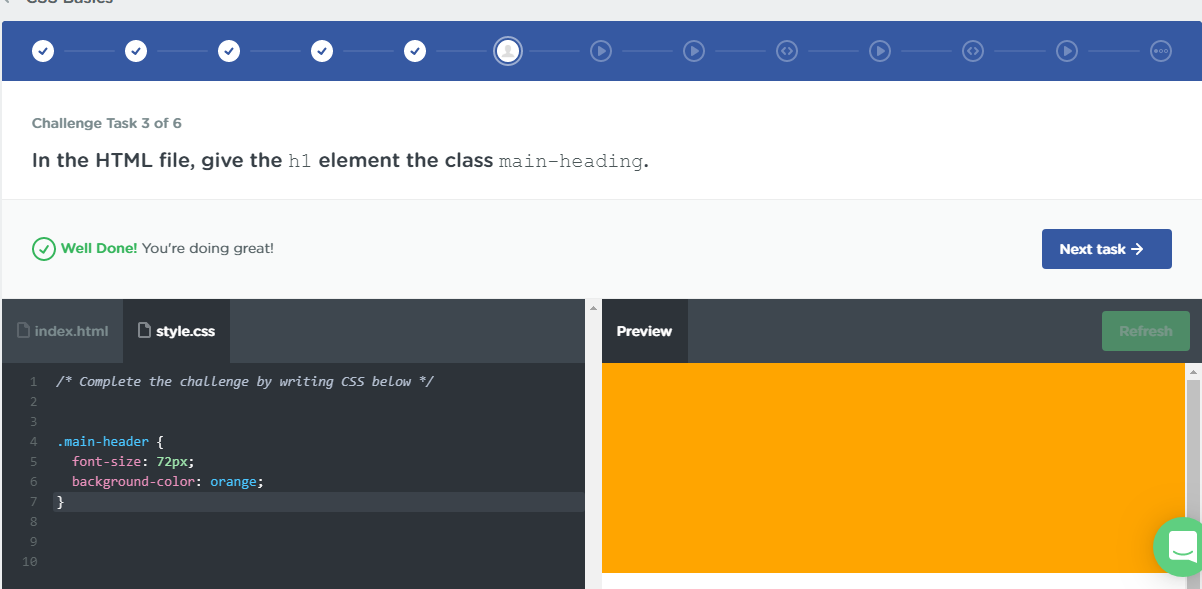 CSS Basics
Challenge Task 3 of 6
In the HTML file, give the h1 element the class main-heading.
Well Done! You're doing great!
Next task →
index.html
style.css
Preview
Refresh
1 /* Complete the challenge by writing CSS below */
2
3
4 .main-header {
5 font-size: 72px;
6 background-color: orange;
7 }
8
9
10